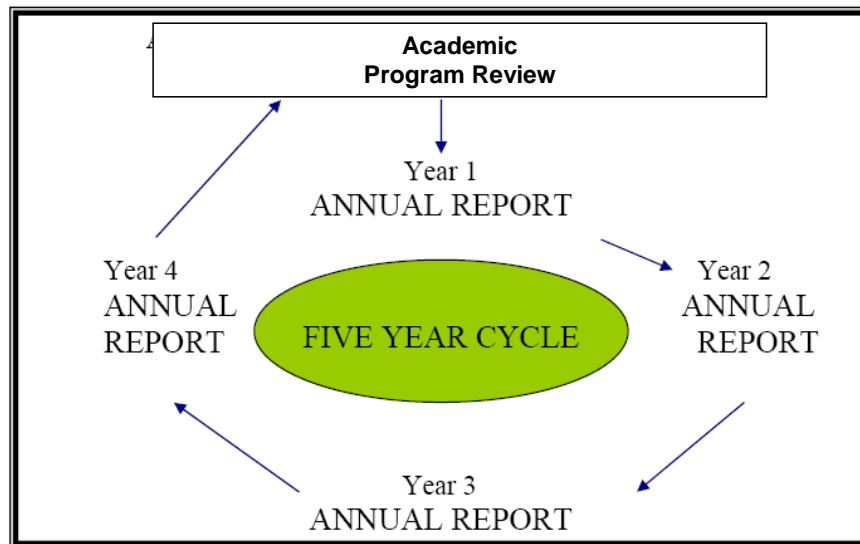 Academic
Program Review
Year 1
ANNUAL REPORT
Year 2
ANNUAL
REPORT
Year 4
ANNUAL
REPORT
FIVE YEAR CYCLE
Year 3
ANNUAL REPORT